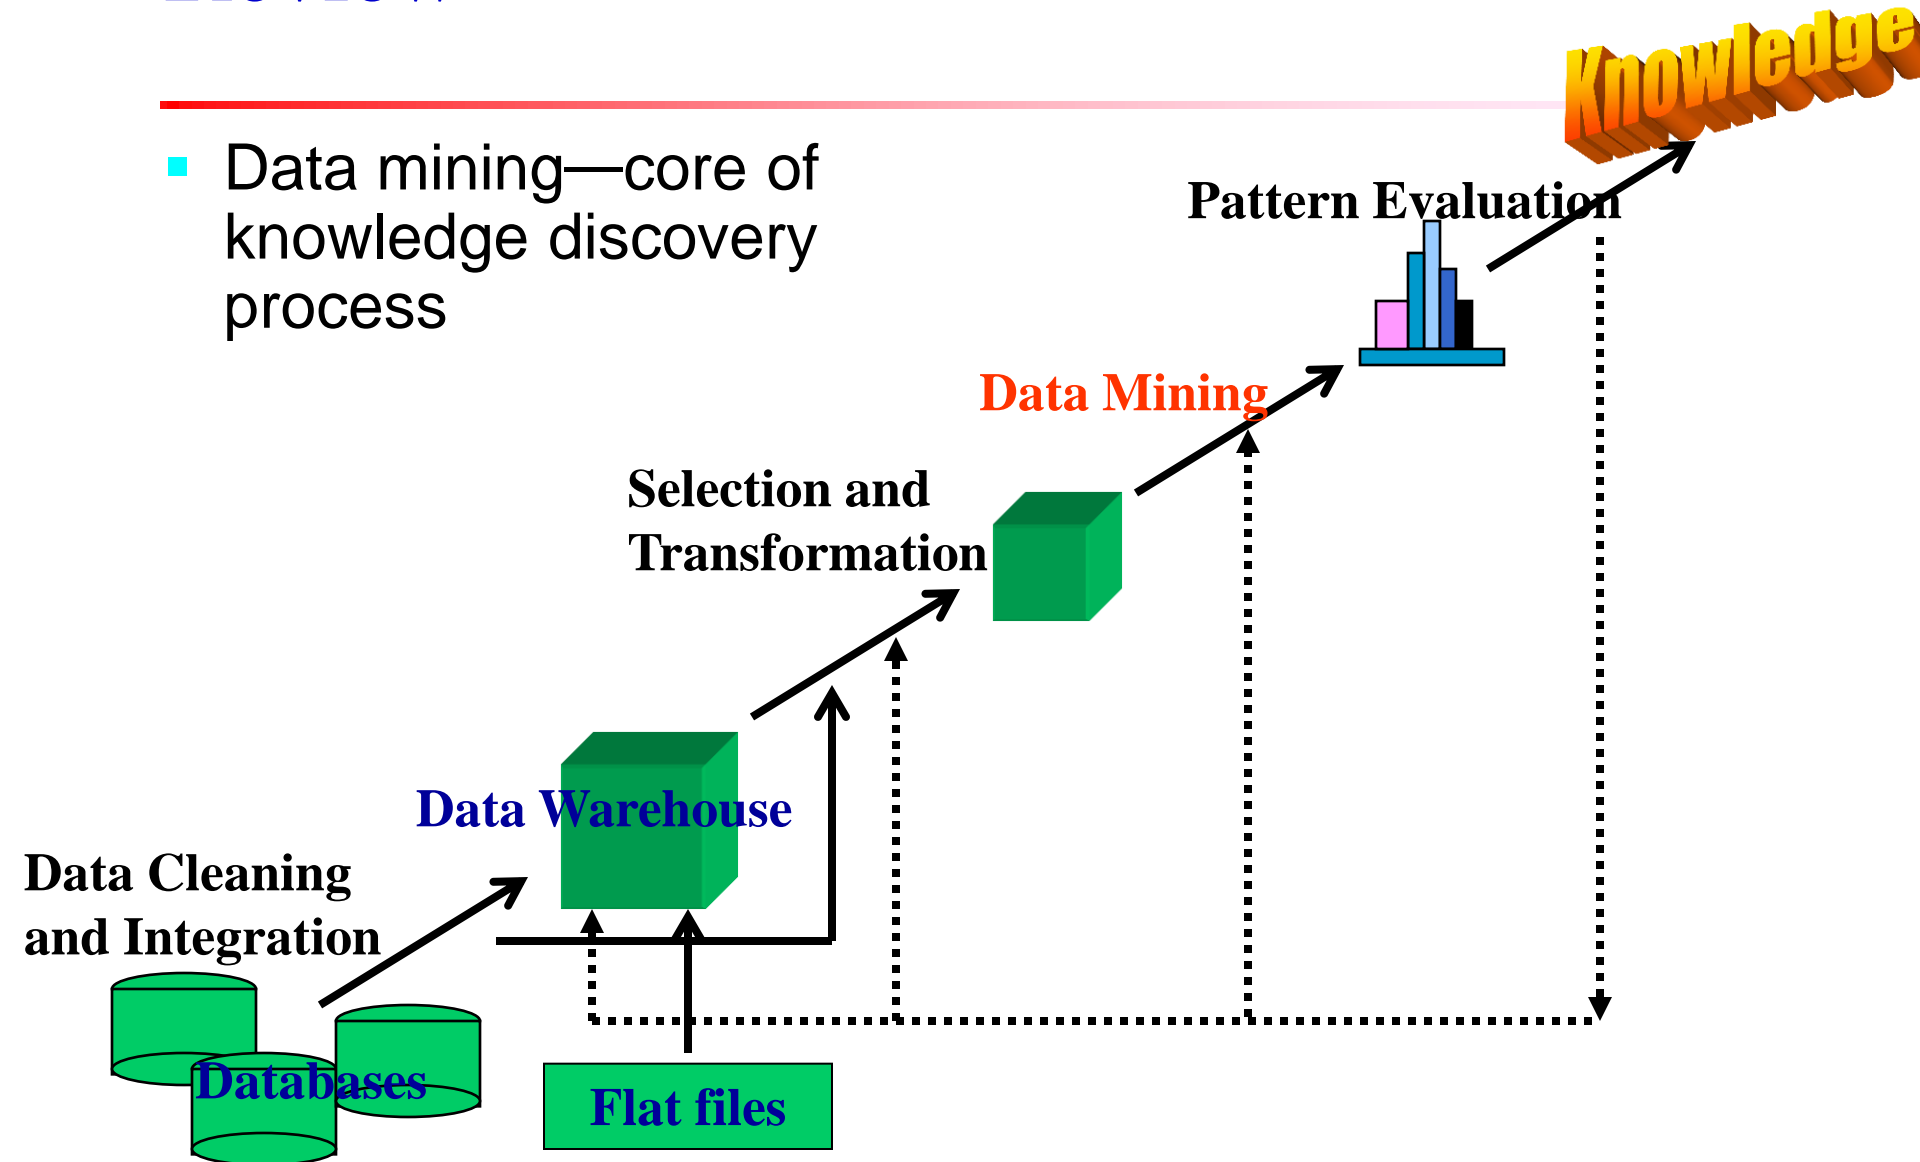 Knowledge
Data mining—core of
knowledge discovery
process
Pattern Evaluation
Data Mining
Selection and
Transformation
Data Warehouse
Data Cleaning
and Integration
Databases
Flat files